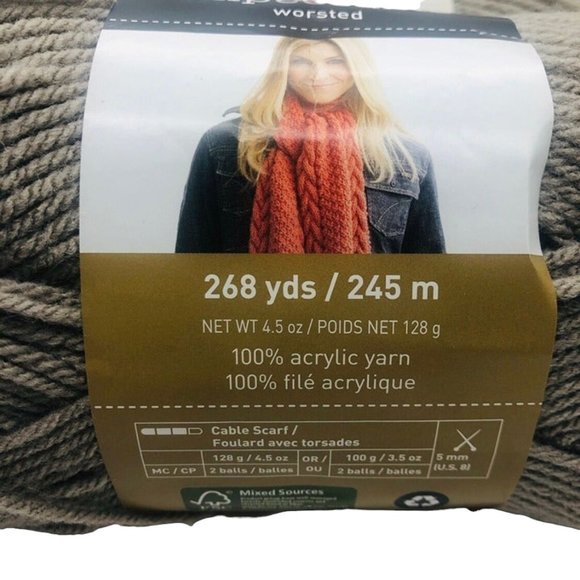 worsted
268 yds / 245 m
NET WT 4.5 oz / POIDS NET 128 g
100% acrylic yarn
100% filé acrylique
Cable Scarf /
Foulard avec torsades
128 g / 4.5 oz OR / 100 g / 3.5 oz 5 mm
MC / CP 2 balls / balles OU 2 balls / balles (U.S. 8)
Mixed Sources